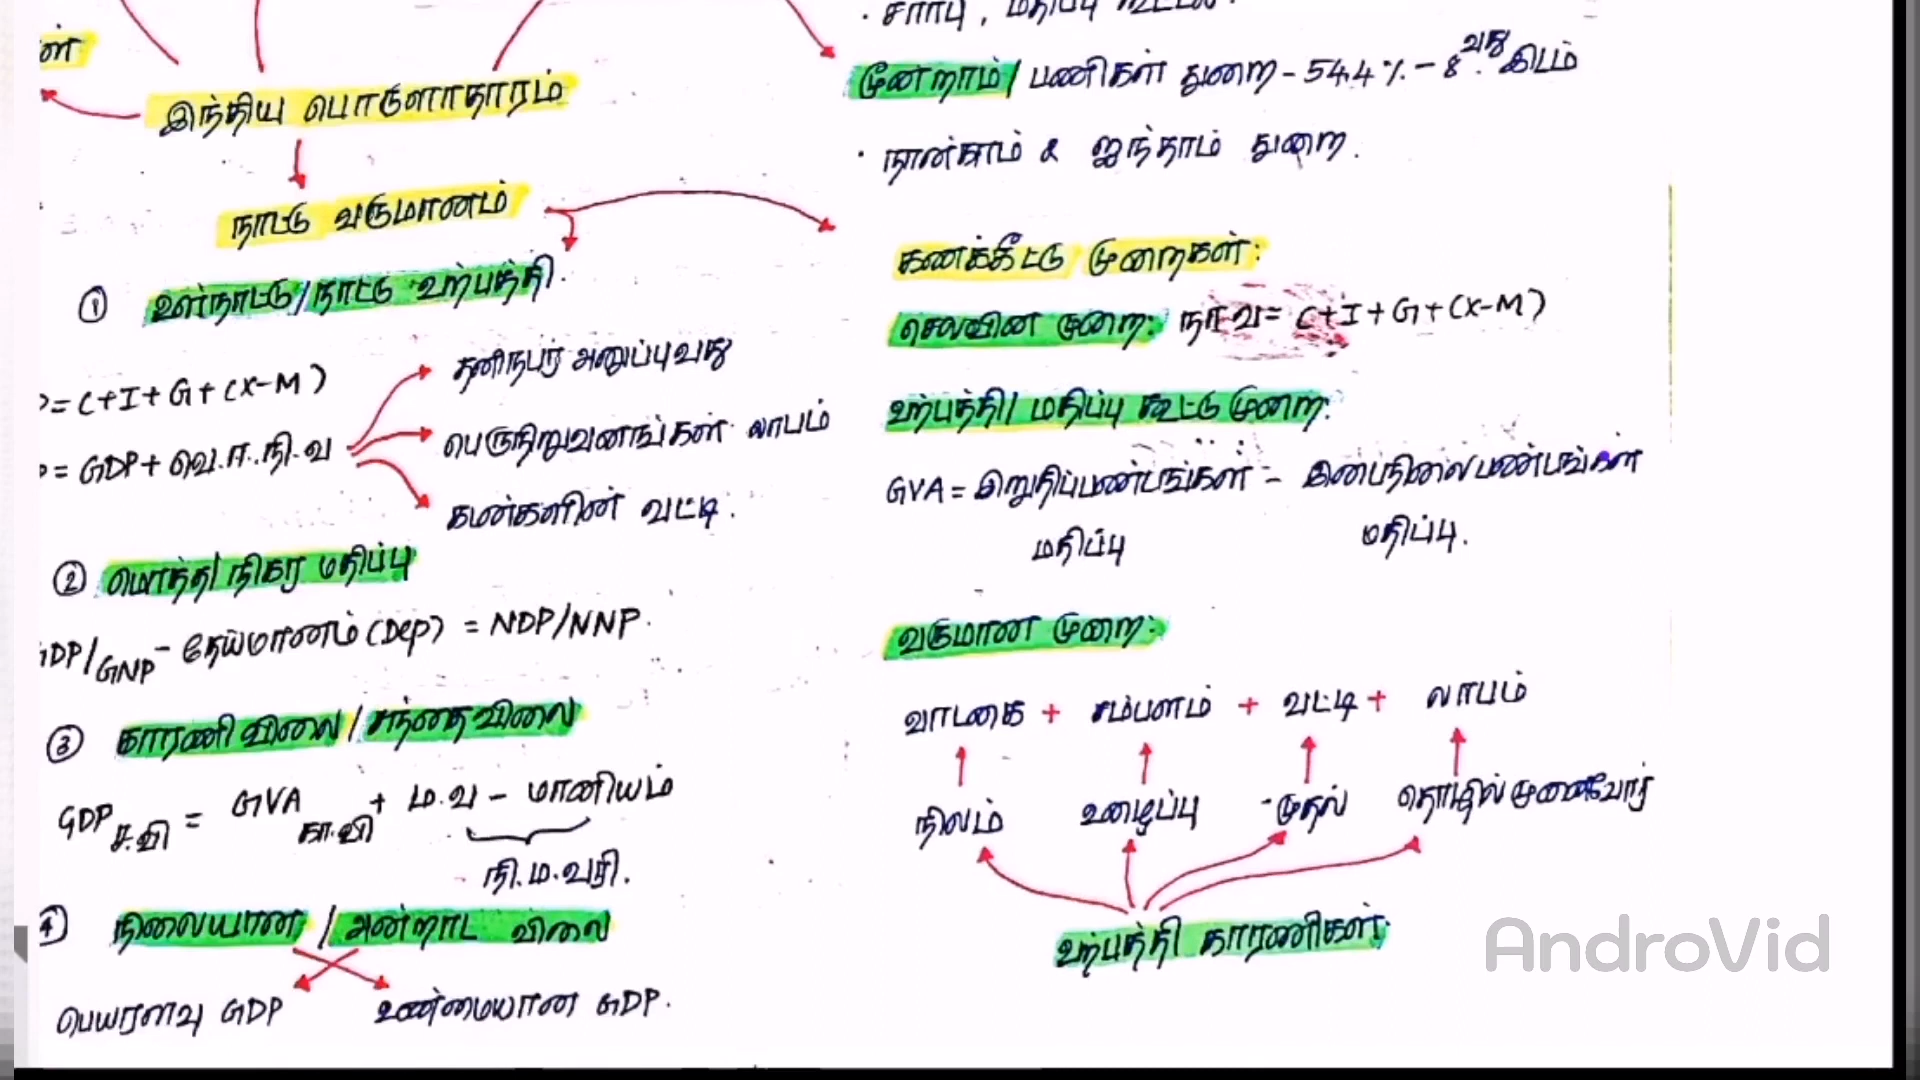 இந்திய பொருளாதாரம்
நாட்டு வருமானம்
① உள்நாட்டு/நாட்டு உற்பத்தி.
= C+I+G+(X-M)
= GDP+வெ.ஈ.நி.வ
தனிநபர் அனுப்புவது
பெருநிறுவனங்கள் லாபம்
கடன்களின் வட்டி.
② மொத்த/நிகர மதிப்பு
GDP/GNP - தேய்மானம் (Dep) = NDP/NNP.
③ காரணி விலை/சந்தை விலை
GDP ச.வி = GVA கா.வி + ம.வ - மானியம்
நி.ம.வரி.
④ நிலையான / அன்றாட விலை
பெயரளவு GDP உண்மையான GDP.
· சார்பு, மதிப்பு கூட்டல்.
மூன்றாம்/ பணிகள் துறை - 54.4% - 8வது இடம்
· நான்காம் & ஐந்தாம் துறை.
கணக்கீட்டு முறைகள்:
செலவின முறை: நா.வ = C+I+G+(X-M)
உற்பத்தி/மதிப்பு கூட்டு முறை:
GVA = இறுதிப்பண்டங்கள் - இடைநிலைபண்டங்கள்
மதிப்பு மதிப்பு.
வருமான முறை:
வாடகை + சம்பளம் + வட்டி + லாபம்
நிலம் உழைப்பு முதல் தொழில்முனைவோர்
உற்பத்தி காரணிகள்.
AndroVid